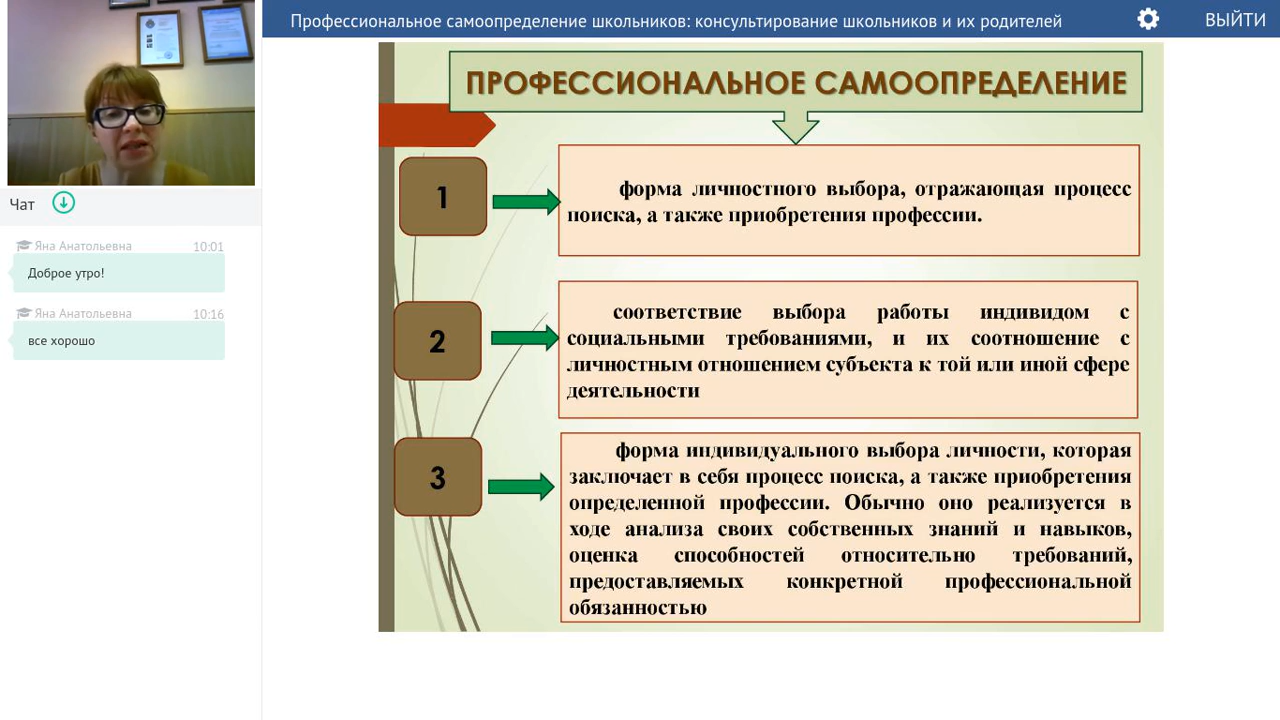 Профессиональное самоопределение школьников: консультирование школьников и их родителей
ВЫЙТИ
Чат
Яна Анатольевна 10:01
Доброе утро!
Яна Анатольевна 10:16
все хорошо
ПРОФЕССИОНАЛЬНОЕ САМООПРЕДЕЛЕНИЕ
1
форма личностного выбора, отражающая процесс
поиска, а также приобретения профессии.
2
соответствие выбора работы индивидом с
социальными требованиями, и их соотношение с
личностным отношением субъекта к той или иной сфере
деятельности
3
форма индивидуального выбора личности, которая
заключает в себя процесс поиска, а также приобретения
определенной профессии. Обычно оно реализуется в
ходе анализа своих собственных знаний и навыков,
оценка способностей относительно требований,
предоставляемых конкретной профессиональной
обязанностью